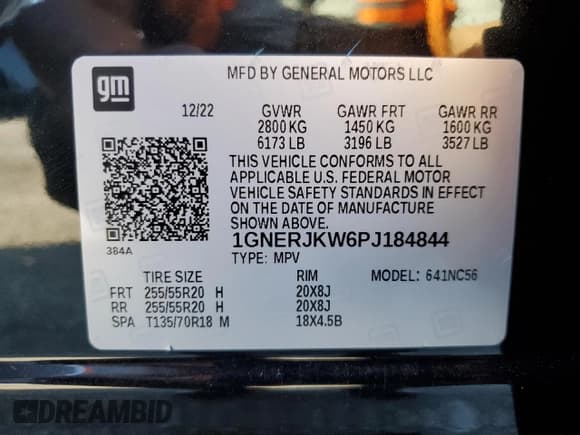 gm
MFD BY GENERAL MOTORS LLC
12/22 GVWR GAWR FRT GAWR RR
2800 KG 1450 KG 1600 KG
6173 LB 3196 LB 3527 LB
THIS VEHICLE CONFORMS TO ALL
APPLICABLE U.S. FEDERAL MOTOR
VEHICLE SAFETY STANDARDS IN EFFECT
ON THE DATE OF MANUFACTURE
SHOWN ABOVE.
384A
1GNERJKW6PJ184844
TYPE: MPV
TIRE SIZE RIM MODEL: 641NC56
FRT 255/55R20 H 20X8J
RR 255/55R20 H 20X8J
SPA T135/70R18 M 18X4.5B
DREAMBID